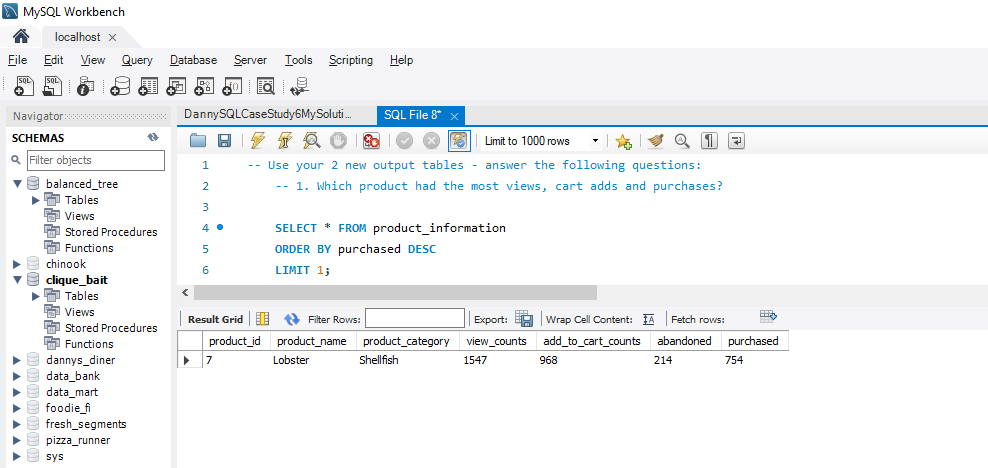 MySQL Workbench
localhost
File Edit View Query Database Server Tools Scripting Help
Navigator
SCHEMAS
Filter objects
balanced_tree
Tables
Views
Stored Procedures
Functions
chinook
clique_bait
Tables
Views
Stored Procedures
Functions
dannys_diner
data_bank
data_mart
foodie_fi
fresh_segments
pizza_runner
sys
DannySQLCaseStudy6MySoluti... SQL File 8*
Limit to 1000 rows
1 -- Use your 2 new output tables - answer the following questions:
2 -- 1. Which product had the most views, cart adds and purchases?
3
4 SELECT * FROM product_information
5 ORDER BY purchased DESC
6 LIMIT 1;
Result Grid Filter Rows: Export: Wrap Cell Content: Fetch rows:
product_id product_name product_category view_counts add_to_cart_counts abandoned purchased
7 Lobster Shellfish 1547 968 214 754